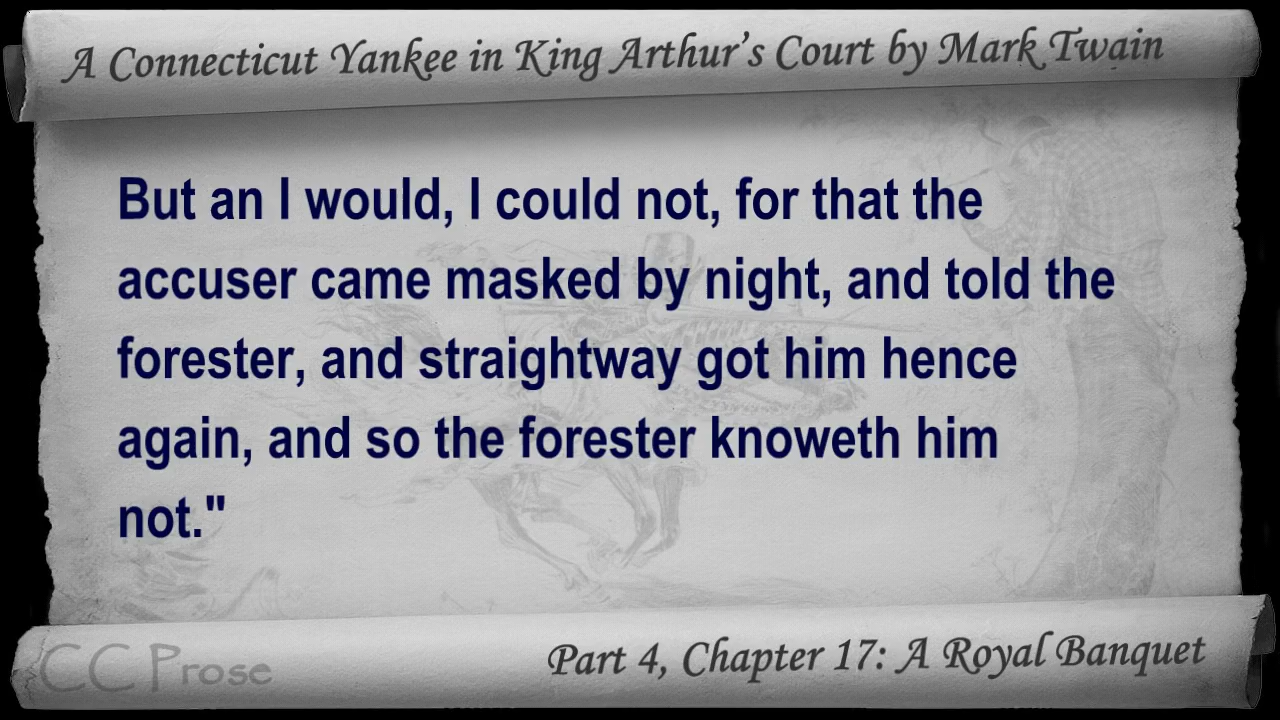 A Connecticut Yankee in King Arthur's Court by Mark Twain
But an I would, I could not, for that the
accuser came masked by night, and told the
forester, and straightway got him hence
again, and so the forester knoweth him
not."
CC Prose
Part 4, Chapter 17: A Royal Banquet